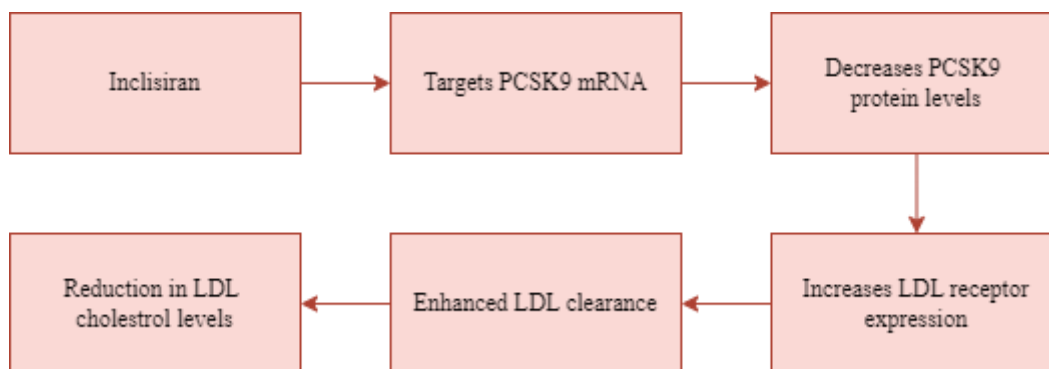 Inclisiran
Targets PCSK9 mRNA
Decreases PCSK9
protein levels
Increases LDL receptor
expression
Enhanced LDL clearance
Reduction in LDL
cholestrol levels